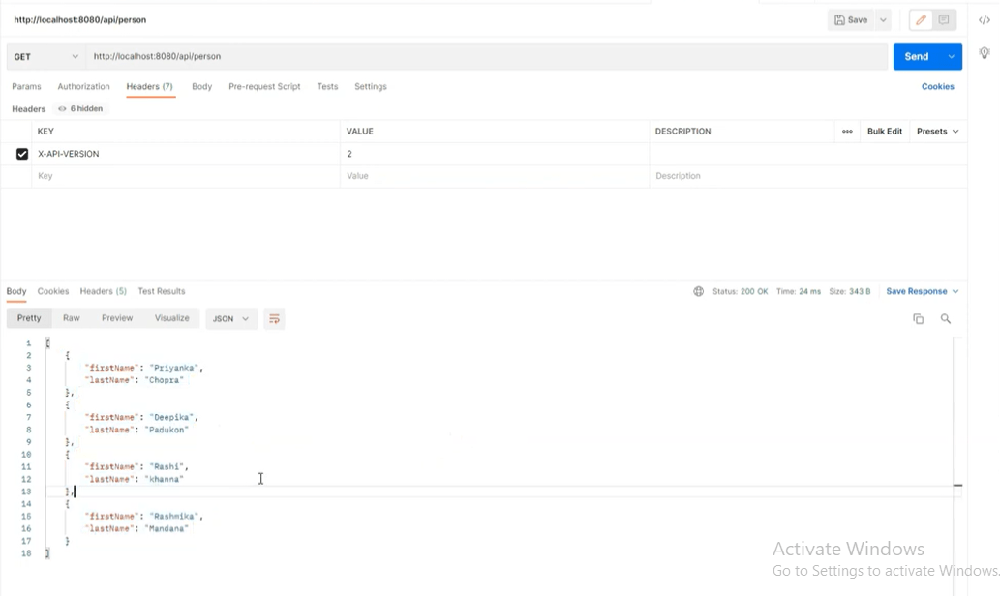 http://localhost:8080/api/person
Save
GET http://localhost:8080/api/person Send
Params Authorization Headers (7) Body Pre-request Script Tests Settings Cookies
Headers 6 hidden
KEY VALUE DESCRIPTION Bulk Edit Presets
X-API-VERSION 2
Key Value Description
Body Cookies Headers (5) Test Results Status: 200 OK Time: 24 ms Size: 343 B Save Response
Pretty Raw Preview Visualize JSON
1 [
2 {
3 "firstName": "Priyanka",
4 "lastName": "Chopra"
5 },
6 {
7 "firstName": "Deepika",
8 "lastName": "Padukon"
9 },
10 {
11 "firstName": "Rashi",
12 "lastName": "khanna"
13 },
14 {
15 "firstName": "Rashmika",
16 "lastName": "Mandana"
17 }
18 ]
Activate Windows
Go to Settings to activate Windows.